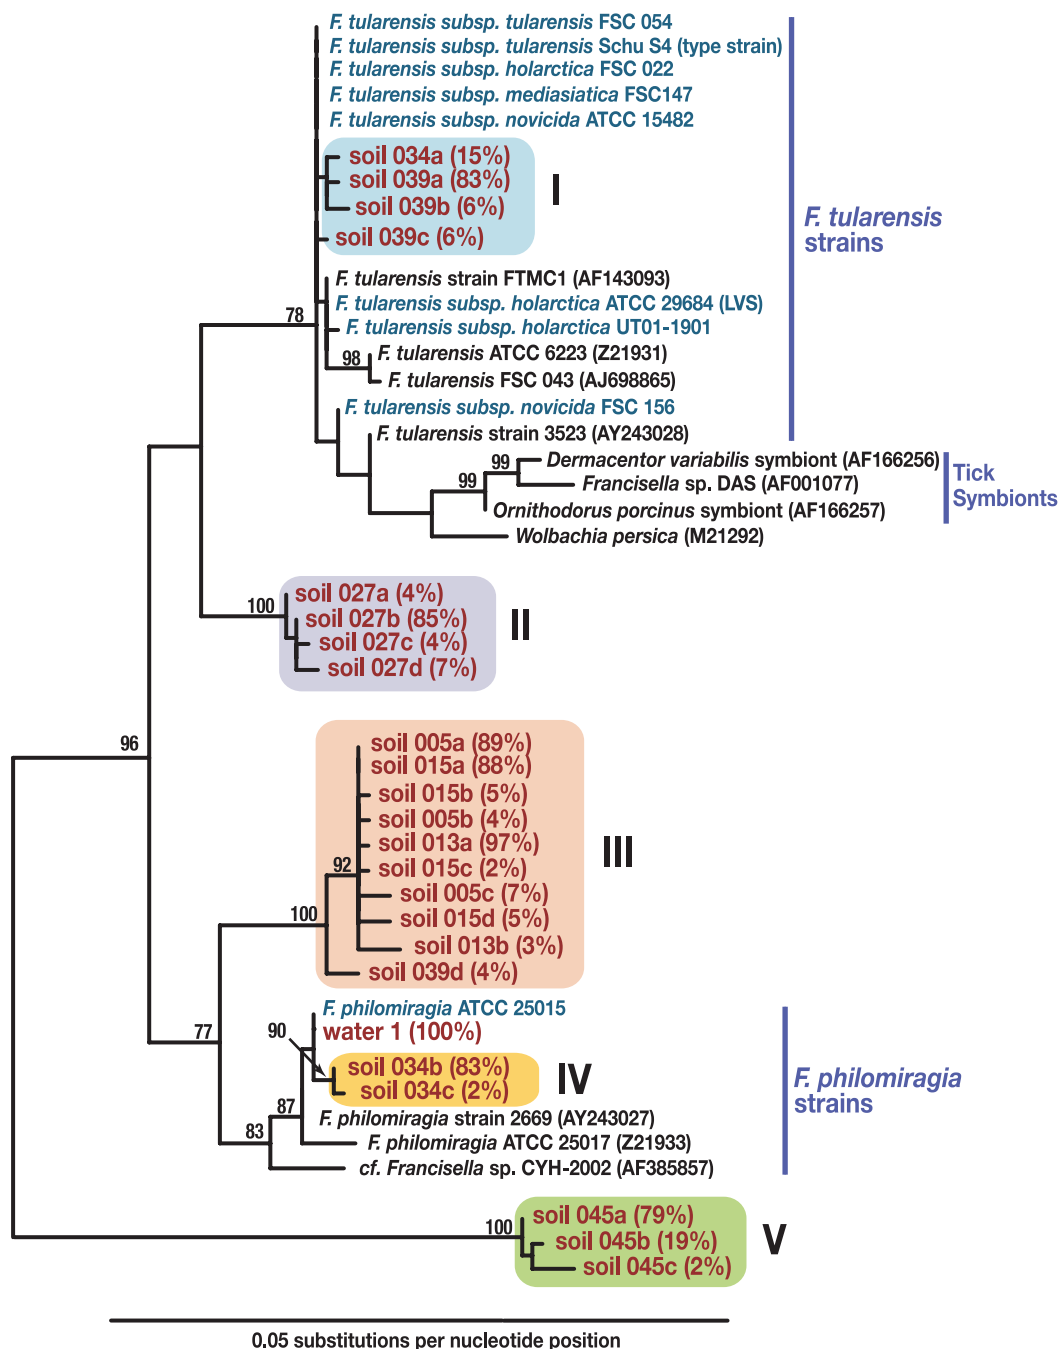 F. tularensis subsp. tularensis FSC 054
F. tularensis subsp. tularensis Schu S4 (type strain)
F. tularensis subsp. holarctica FSC 022
F. tularensis subsp. mediasiatica FSC147
F. tularensis subsp. novicida ATCC 15482
soil 034a (15%)
soil 039a (83%)
soil 039b (6%)
soil 039c (6%)
I
F. tularensis
strains
F. tularensis strain FTMC1 (AF143093)
F. tularensis subsp. holarctica ATCC 29684 (LVS)
78
F. tularensis subsp. holarctica UT01-1901
98
F. tularensis ATCC 6223 (Z21931)
F. tularensis FSC 043 (AJ698865)
F. tularensis subsp. novicida FSC 156
F. tularensis strain 3523 (AY243028)
99
Dermacentor variabilis symbiont (AF166256)
99
Francisella sp. DAS (AF001077)
Ornithodorus porcinus symbiont (AF166257)
Wolbachia persica (M21292)
Tick
Symbionts
100
soil 027a (4%)
soil 027b (85%)
soil 027c (4%)
soil 027d (7%)
II
96
soil 005a (89%)
soil 015a (88%)
soil 015b (5%)
soil 005b (4%)
soil 013a (97%)
soil 015c (2%)
soil 005c (7%)
soil 015d (5%)
soil 013b (3%)
soil 039d (4%)
III
92
100
77
F. philomiragia ATCC 25015
water 1 (100%)
90
soil 034b (83%)
soil 034c (2%)
IV
87
F. philomiragia strain 2669 (AY243027)
83
F. philomiragia ATCC 25017 (Z21933)
cf. Francisella sp. CYH-2002 (AF385857)
F. philomiragia
strains
100
soil 045a (79%)
soil 045b (19%)
soil 045c (2%)
V
0.05 substitutions per nucleotide position